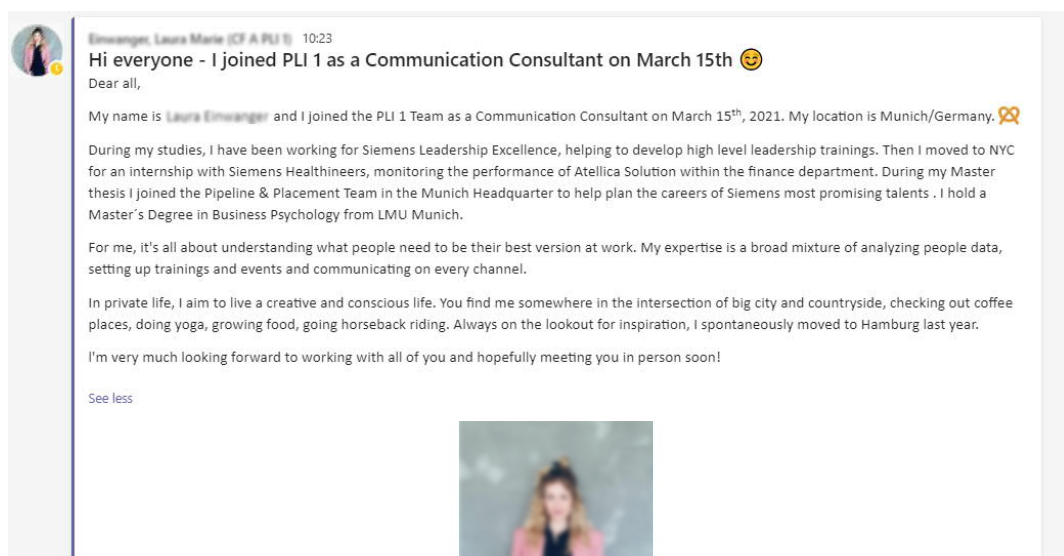 10:23
Hi everyone - I joined PLI 1 as a Communication Consultant on March 15th 😊
Dear all,
My name is and I joined the PLI 1 Team as a Communication Consultant on March 15th, 2021. My location is Munich/Germany. 🥨
During my studies, I have been working for Siemens Leadership Excellence, helping to develop high level leadership trainings. Then I moved to NYC
for an internship with Siemens Healthineers, monitoring the performance of Atellica Solution within the finance department. During my Master
thesis I joined the Pipeline & Placement Team in the Munich Headquarter to help plan the careers of Siemens most promising talents . I hold a
Master´s Degree in Business Psychology from LMU Munich.
For me, it's all about understanding what people need to be their best version at work. My expertise is a broad mixture of analyzing people data,
setting up trainings and events and communicating on every channel.
In private life, I aim to live a creative and conscious life. You find me somewhere in the intersection of big city and countryside, checking out coffee
places, doing yoga, growing food, going horseback riding. Always on the lookout for inspiration, I spontaneously moved to Hamburg last year.
I'm very much looking forward to working with all of you and hopefully meeting you in person soon!
See less